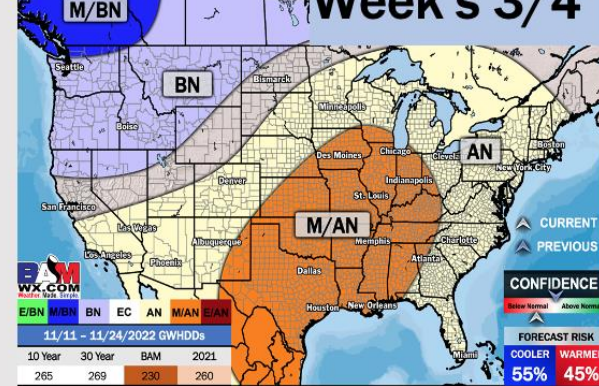 Week's 3/4
M/BN
Seattle
BN
Bismarck
Minneapolis
Boise
Boston
AN
Des Moines
Chicago
Clevela
New York City
Indianapolis
Denver
St. Louis
San Francisco
CURRENT
M/AN
Las Vegas
PREVIOUS
Albuquerque
Memphis
Charlotte
Los Angeles
Phoenix
Atlanta
Dallas
BAM
WX.COM
Weather. Made. Simple.
CONFIDENCE
Below Normal Above Norma
Houston
New Orleans
E/BN M/BN BN EC AN M/AN E/AN
11/11 - 11/24/2022 GWHDDs
FORECAST RISK
10 Year 30 Year BAM 2021
Miami
COOLER WARME
265 269 230 260
55% 45%